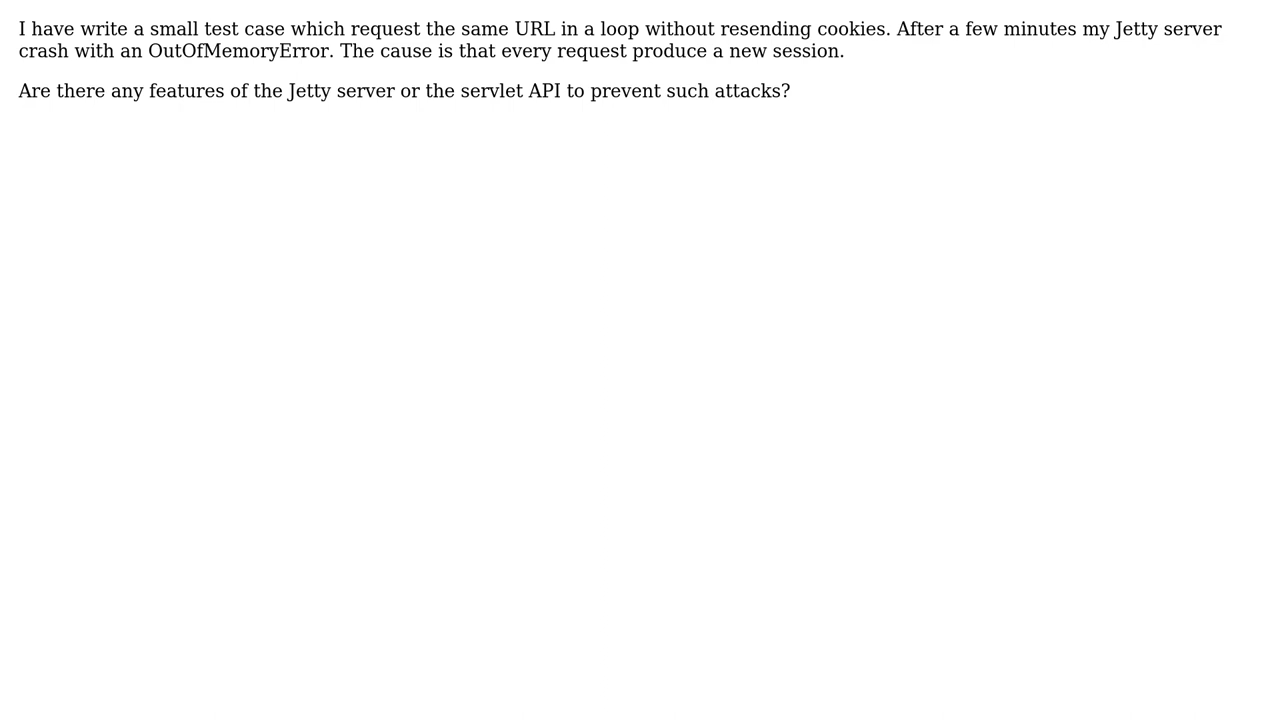 I have write a small test case which request the same URL in a loop without resending cookies. After a few minutes my Jetty server
crash with an OutOfMemoryError. The cause is that every request produce a new session.
Are there any features of the Jetty server or the servlet API to prevent such attacks?